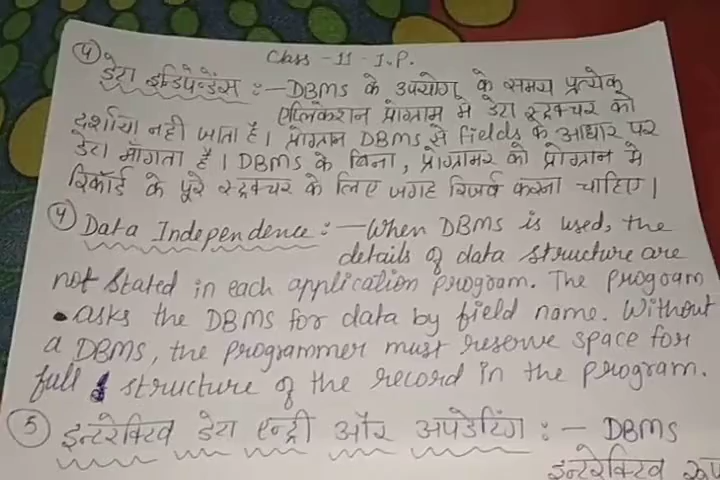 Class - 11 - I.P.
(4) डेटा इन्डिपेन्डेंस :- DBMS के उपयोग के समय प्रत्येक
एप्लिकेशन प्रोग्राम मे डेटा स्ट्रक्चर को
दर्शाया नही जाता है। प्रोग्राम DBMS से fields के आधार पर
डेटा माँगता है। DBMS के बिना, प्रोग्रामर को प्रोग्राम मे
रिकॉर्ड के पूरे स्ट्रक्चर के लिए जगह रिजर्व करना चाहिए।
(4) Data Independence :- When DBMS is used, the
details of data structure are
not stated in each application program. The program
asks the DBMS for data by field name. Without
a DBMS, the programmer must reserve space for
full structure of the record in the program.
(5) इन्टरेक्टिव डेटा एन्ट्री और अपडेटिंग :- DBMS
इन्टरेक्टिव